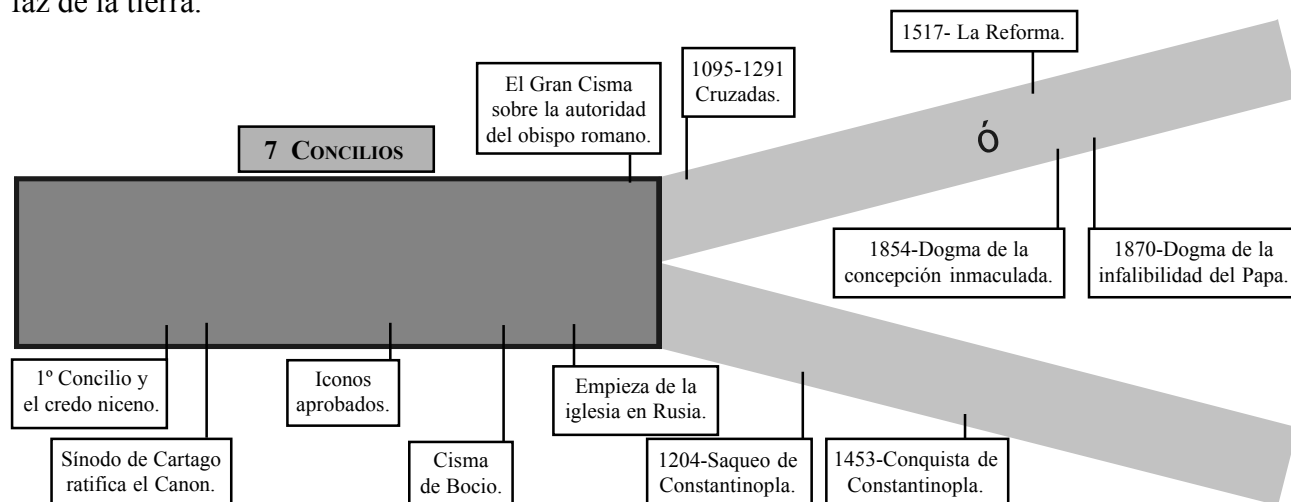 faz de la tierra.
1517- La Reforma.
El Gran Cisma
sobre la autoridad
del obispo romano.
1095-1291
Cruzadas.
7 CONCILIOS
Ó
1854-Dogma de la
concepción inmaculada.
1870-Dogma de la
infalibilidad del Papa.
1º Concilio y
el credo niceno.
Iconos
aprobados.
Empieza de la
iglesia en Rusia.
Sínodo de Cartago
ratifica el Canon.
Cisma
de Bocio.
1204-Saqueo de
Constantinopla.
1453-Conquista de
Constantinopla.